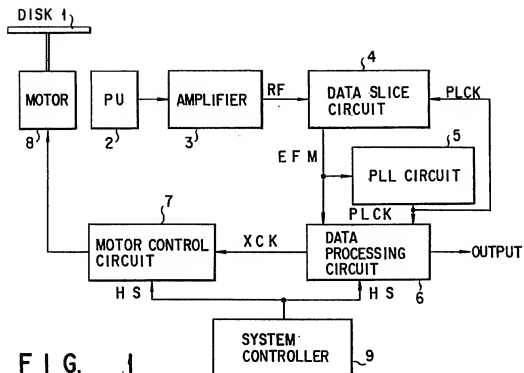 DISK 1
MOTOR
8
PU
2
AMPLIFIER
3
RF
4
DATA SLICE
CIRCUIT
PLCK
EFM
5
PLL CIRCUIT
PLCK
7
MOTOR CONTROL
CIRCUIT
XCK
DATA
PROCESSING
CIRCUIT
OUTPUT
HS
HS
6
SYSTEM
CONTROLLER
9
FIG. 1